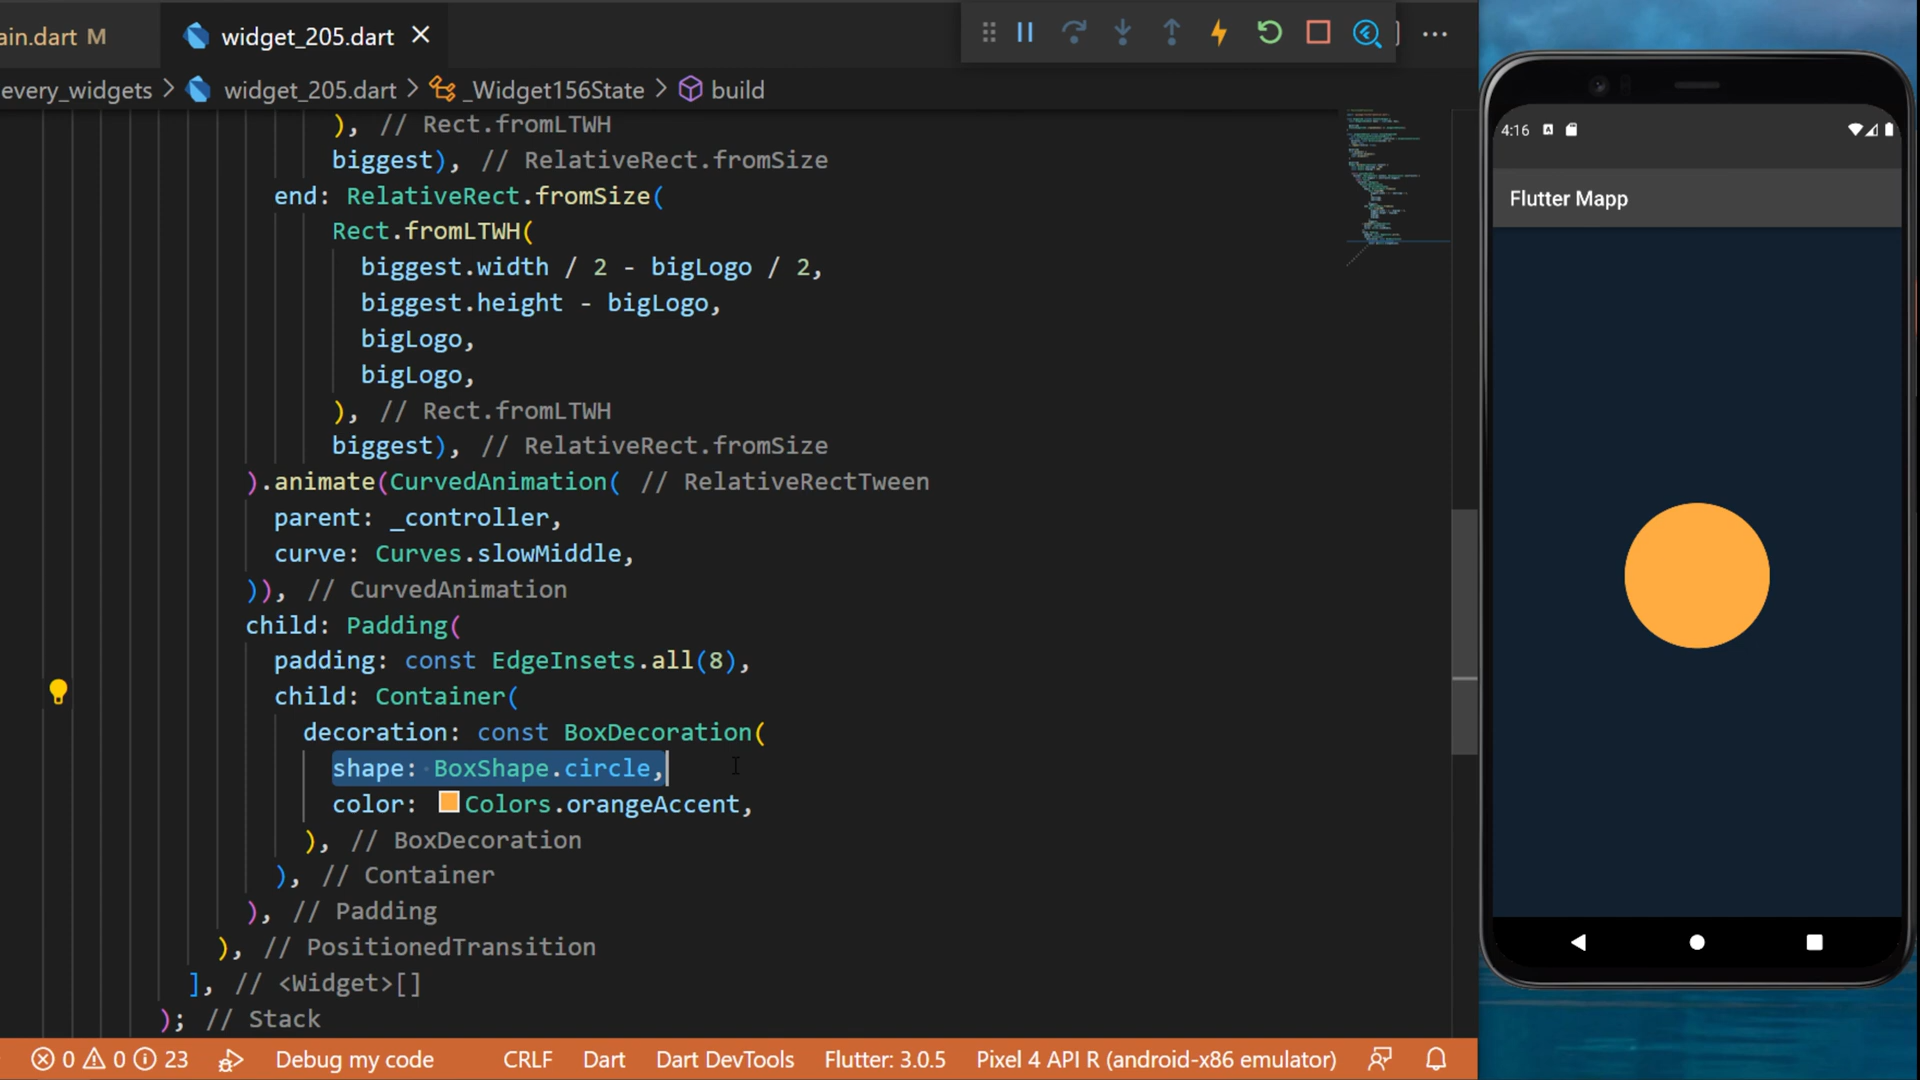 ain.dart M
widget_205.dart
every_widgets > widget_205.dart > _Widget156State > build
), // Rect.fromLTWH
biggest), // RelativeRect.fromSize
end: RelativeRect.fromSize(
Rect.fromLTWH(
biggest.width / 2 - bigLogo / 2,
biggest.height - bigLogo,
bigLogo,
bigLogo,
), // Rect.fromLTWH
biggest), // RelativeRect.fromSize
).animate(CurvedAnimation( // RelativeRectTween
parent: _controller,
curve: Curves.slowMiddle,
)), // CurvedAnimation
child: Padding(
padding: const EdgeInsets.all(8),
child: Container(
decoration: const BoxDecoration(
shape: BoxShape.circle,
color: Colors.orangeAccent,
), // BoxDecoration
), // Container
), // Padding
), // PositionedTransition
], // <Widget>[]
); // Stack
0 0 23 Debug my code CRLF Dart Dart DevTools Flutter: 3.0.5 Pixel 4 API R (android-x86 emulator)
4:16
Flutter Mapp